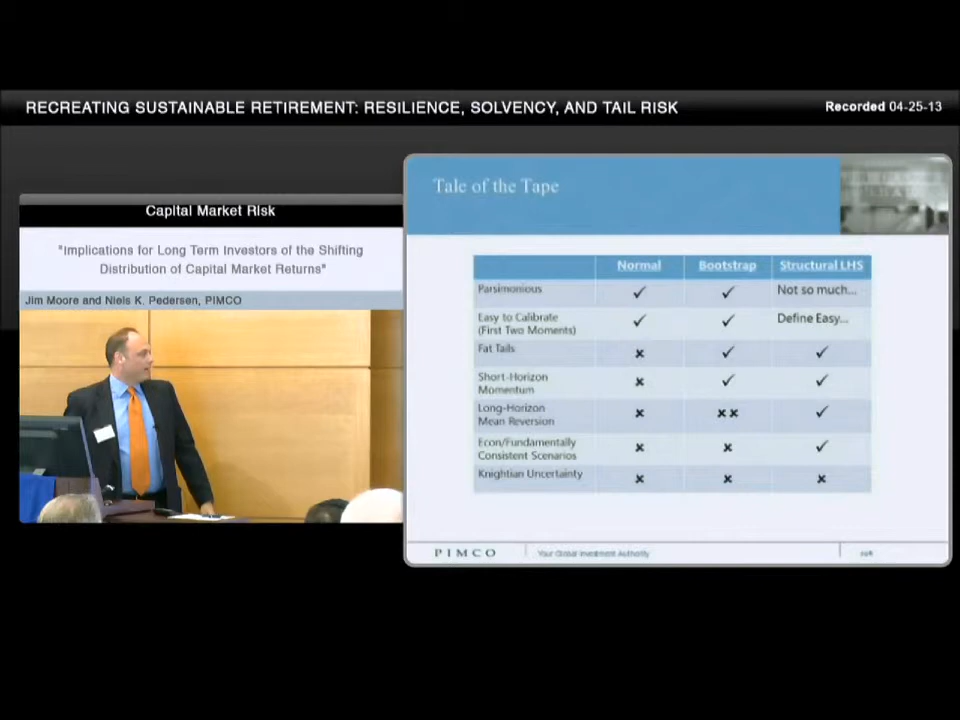 RECREATING SUSTAINABLE RETIREMENT: RESILIENCE, SOLVENCY, AND TAIL RISK
Recorded 04-25-13
Capital Market Risk
"Implications for Long Term Investors of the Shifting
Distribution of Capital Market Returns"
Jim Moore and Niels K. Pedersen, PIMCO
Tale of the Tape
Normal Bootstrap Structural LHS
Parsimonious ✓ ✓ Not so much...
Easy to Calibrate
(First Two Moments) ✓ ✓ Define Easy...
Fat Tails × ✓ ✓
Short-Horizon
Momentum × ✓ ✓
Long-Horizon
Mean Reversion × ×× ✓
Econ/Fundamentally
Consistent Scenarios × × ✓
Knightian Uncertainty × × ×
PIMCO
Your Global Investment Authority